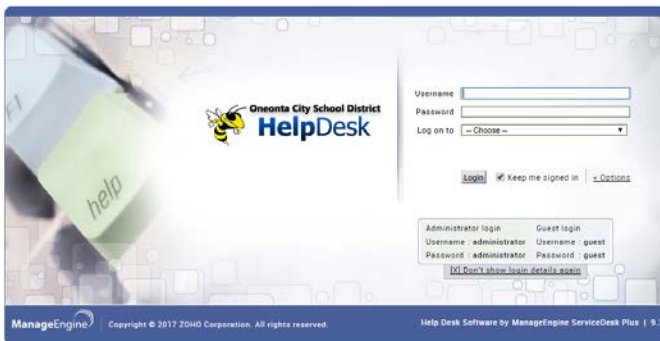 F1
help
Oneonta City School District
HelpDesk
Username
Password
Log on to -- Choose --
Login Keep me signed in « Options
Administrator login Guest login
Username : administrator Username : guest
Password : administrator Password : guest
[X] Don't show login details again
ManageEngine Copyright © 2017 ZOHO Corporation. All rights reserved. Help Desk Software by ManageEngine ServiceDesk Plus | 9.